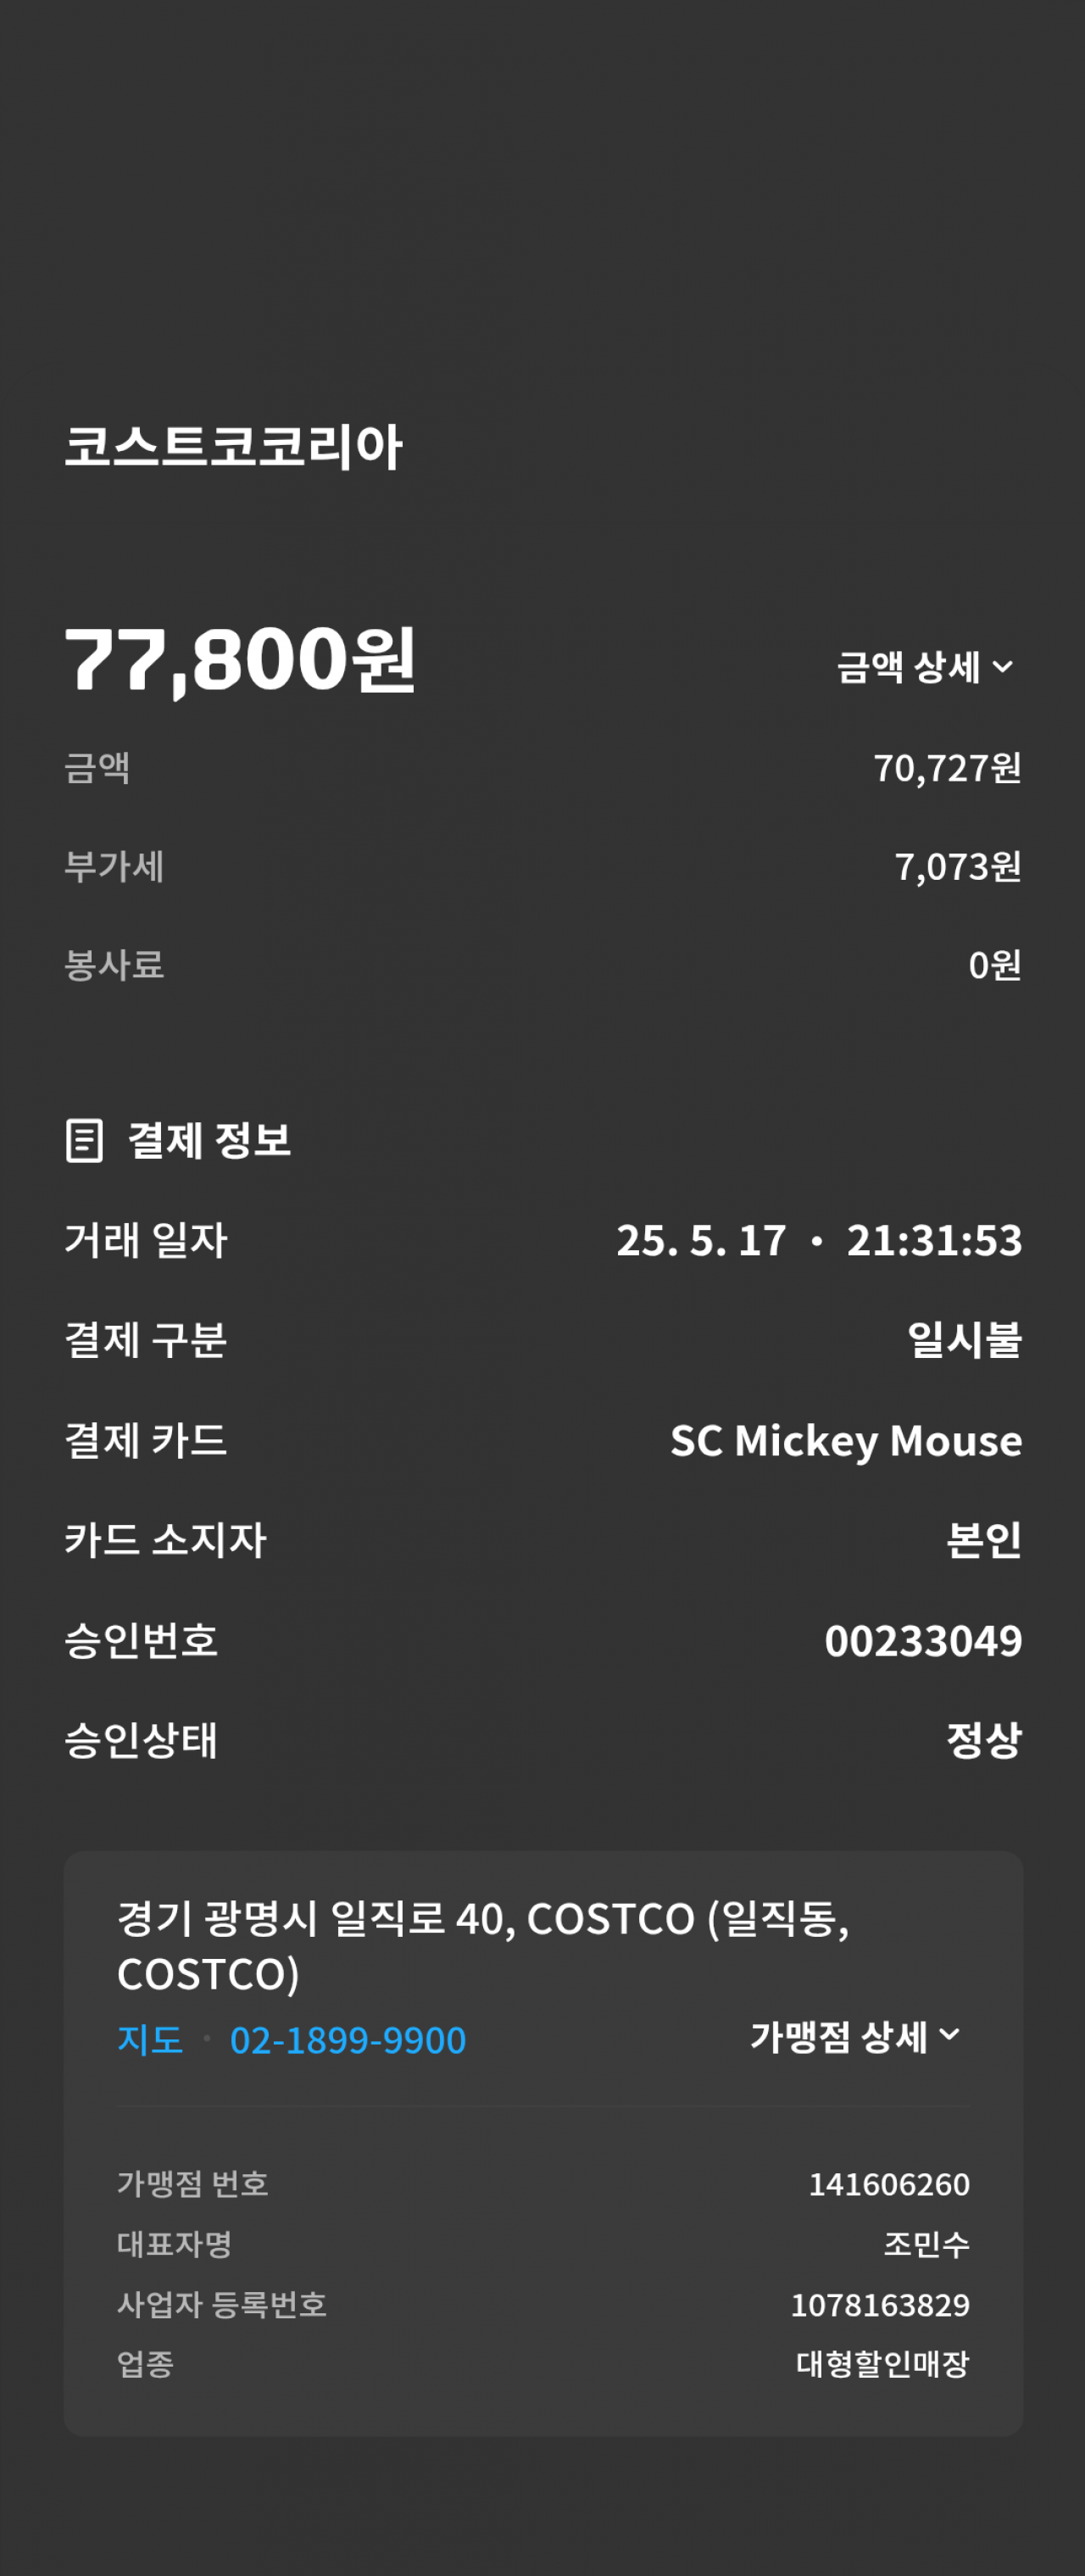 코스트코코리아
77,800원 금액 상세
금액 70,727원
부가세 7,073원
봉사료 0원
결제 정보
거래 일자 25. 5. 17 • 21:31:53
결제 구분 일시불
결제 카드 SC Mickey Mouse
카드 소지자 본인
승인번호 00233049
승인상태 정상
경기 광명시 일직로 40, COSTCO (일직동,
COSTCO)
지도 • 02-1899-9900 가맹점 상세
가맹점 번호 141606260
대표자명 조민수
사업자 등록번호 1078163829
업종 대형할인매장